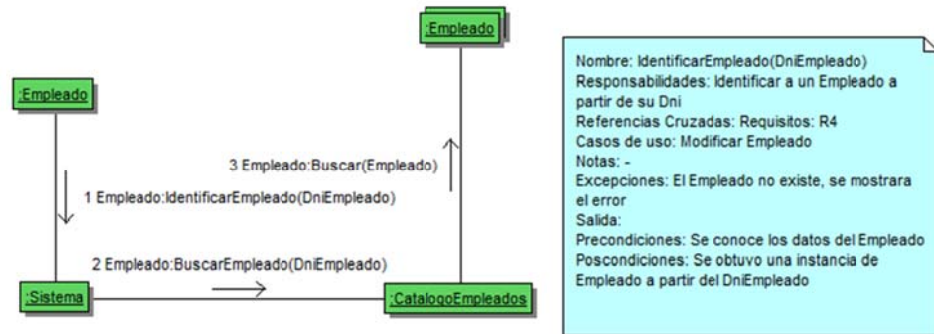 :Empleado
:Empleado
3 Empleado:Buscar(Empleado)
1 Empleado:IdentificarEmpleado(DniEmpleado)
2 Empleado:BuscarEmpleado(DniEmpleado)
:Sistema
:CatalogoEmpleados
Nombre: IdentificarEmpleado(DniEmpleado)
Responsabilidades: Identificar a un Empleado a
partir de su Dni
Referencias Cruzadas: Requisitos: R4
Casos de uso: Modificar Empleado
Notas: -
Excepciones: El Empleado no existe, se mostrara
el error
Salida:
Precondiciones: Se conoce los datos del Empleado
Poscondiciones: Se obtuvo una instancia de
Empleado a partir del DniEmpleado